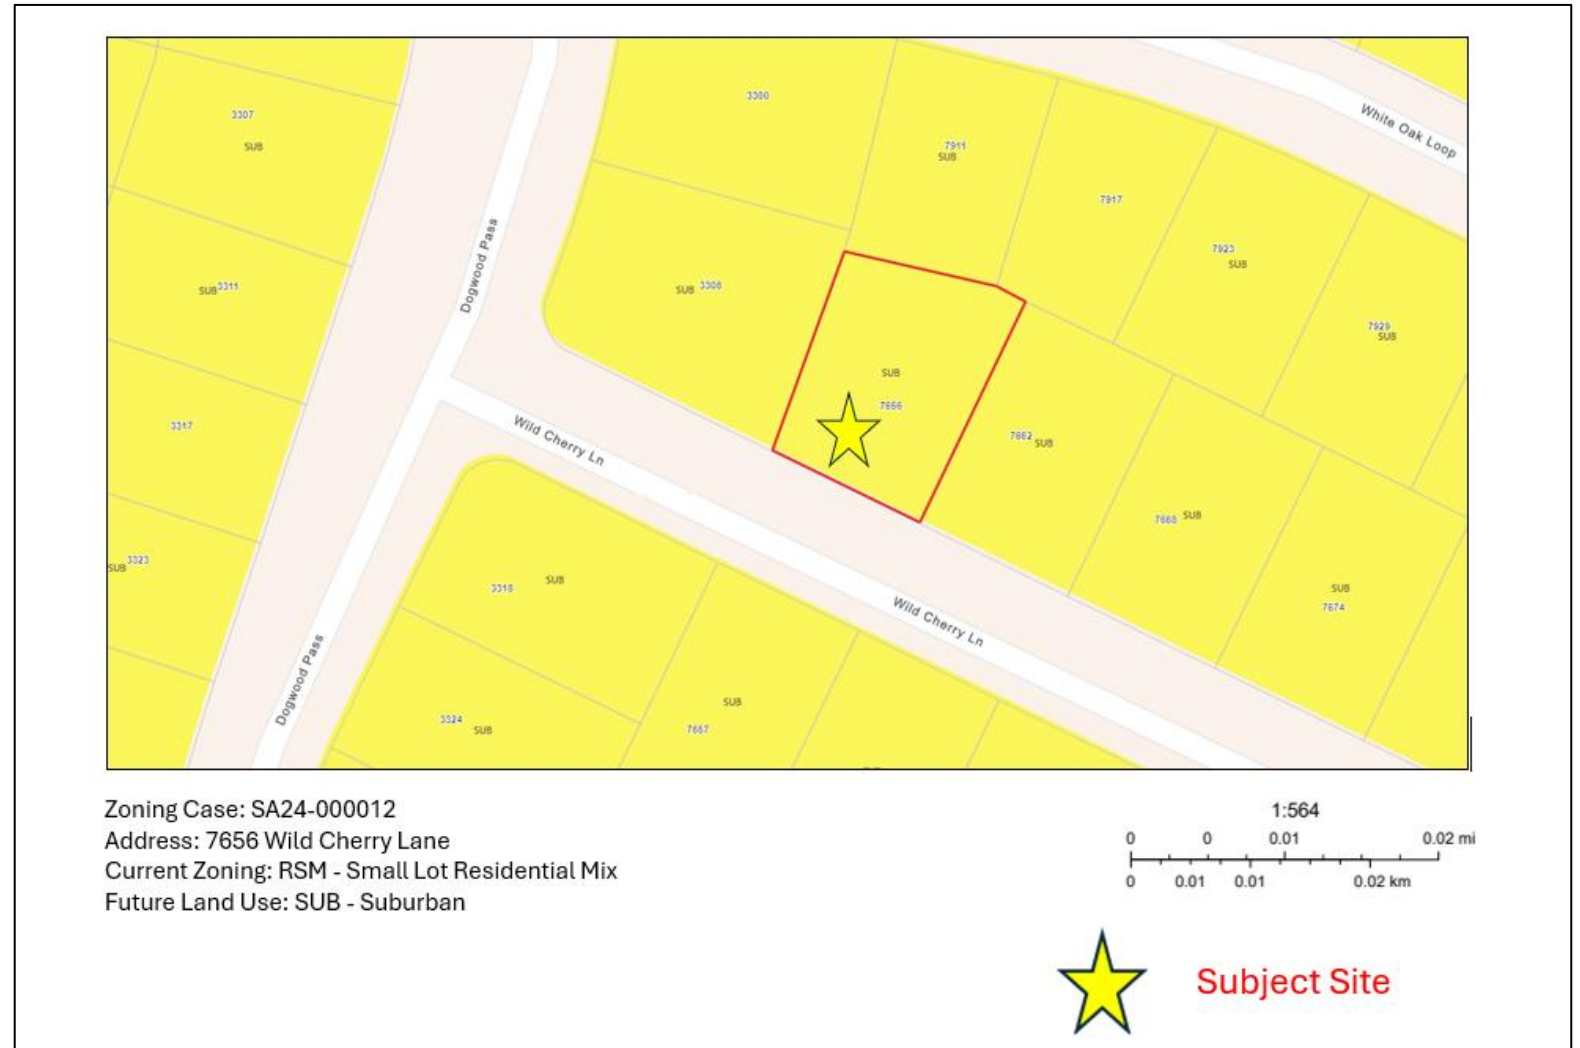 3307
SUB
3300
7911
SUB
White Oak Loop
7917
7923
SUB
SUB 3311
Dogwood Pass
SUB 3308
7929
SUB
SUB
7656
3317
Wild Cherry Ln
7662 SUB
7668 SUB
SUB 3323
3318 SUB
SUB
7674
Wild Cherry Ln
Dogwood Pass
3324 SUB
SUB
7657
Zoning Case: SA24-000012
Address: 7656 Wild Cherry Lane
Current Zoning: RSM - Small Lot Residential Mix
Future Land Use: SUB - Suburban
1:564
0 0 0.01 0.02 mi
0 0.01 0.01 0.02 km
Subject Site